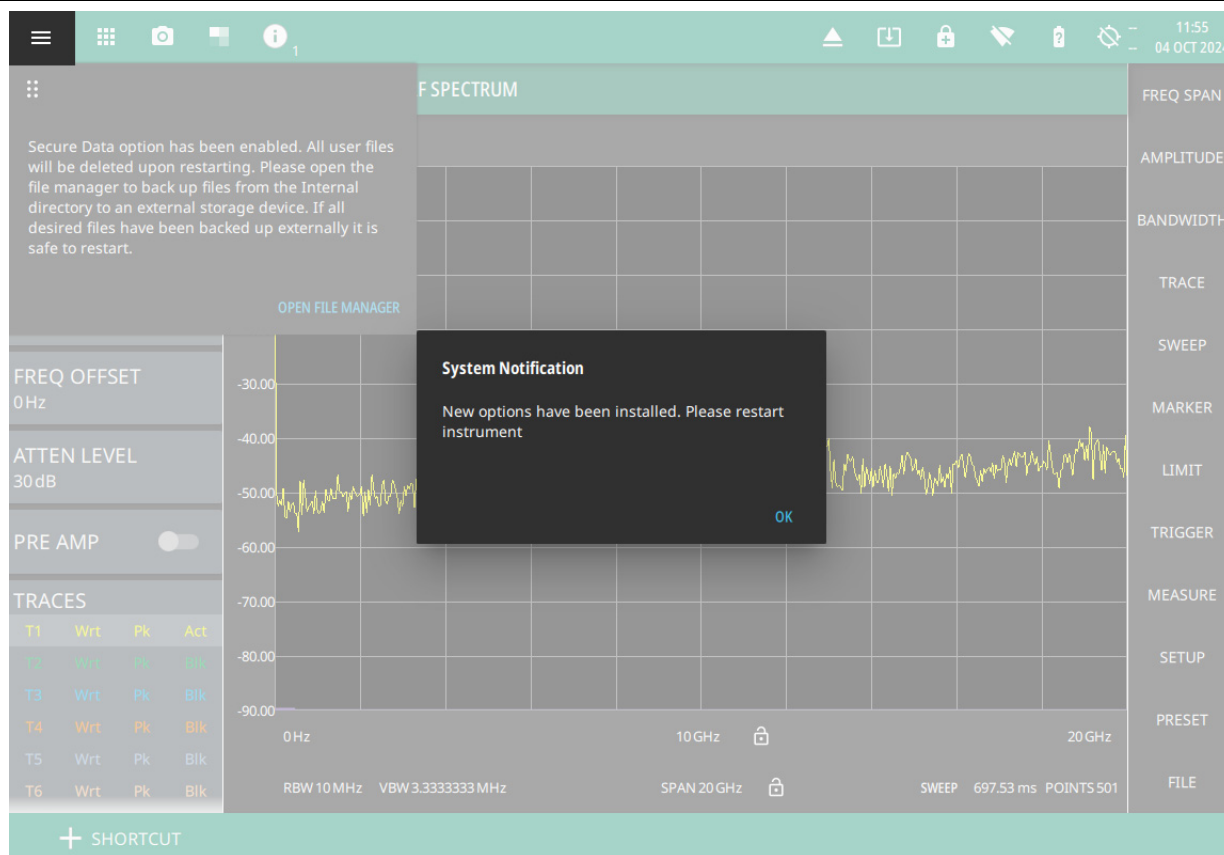 1
11:55
04 OCT 202
F SPECTRUM
Secure Data option has been enabled. All user files
will be deleted upon restarting. Please open the
file manager to back up files from the Internal
directory to an external storage device. If all
desired files have been backed up externally it is
safe to restart.
OPEN FILE MANAGER
System Notification
New options have been installed. Please restart
instrument
OK
FREQ OFFSET
0 Hz
ATTEN LEVEL
30 dB
PRE AMP
TRACES
T1 Wrt Pk Act
T2 Wrt Pk Blk
T3 Wrt Pk Blk
T4 Wrt Pk Blk
T5 Wrt Pk Blk
T6 Wrt Pk Blk
-30.00
-40.00
-50.00
-60.00
-70.00
-80.00
-90.00
0 Hz
10 GHz
20 GHz
RBW 10 MHz VBW 3.3333333 MHz
SPAN 20 GHz
SWEEP 697.53 ms POINTS 501
FREQ SPAN
AMPLITUDE
BANDWIDTH
TRACE
SWEEP
MARKER
LIMIT
TRIGGER
MEASURE
SETUP
PRESET
FILE
SHORTCUT